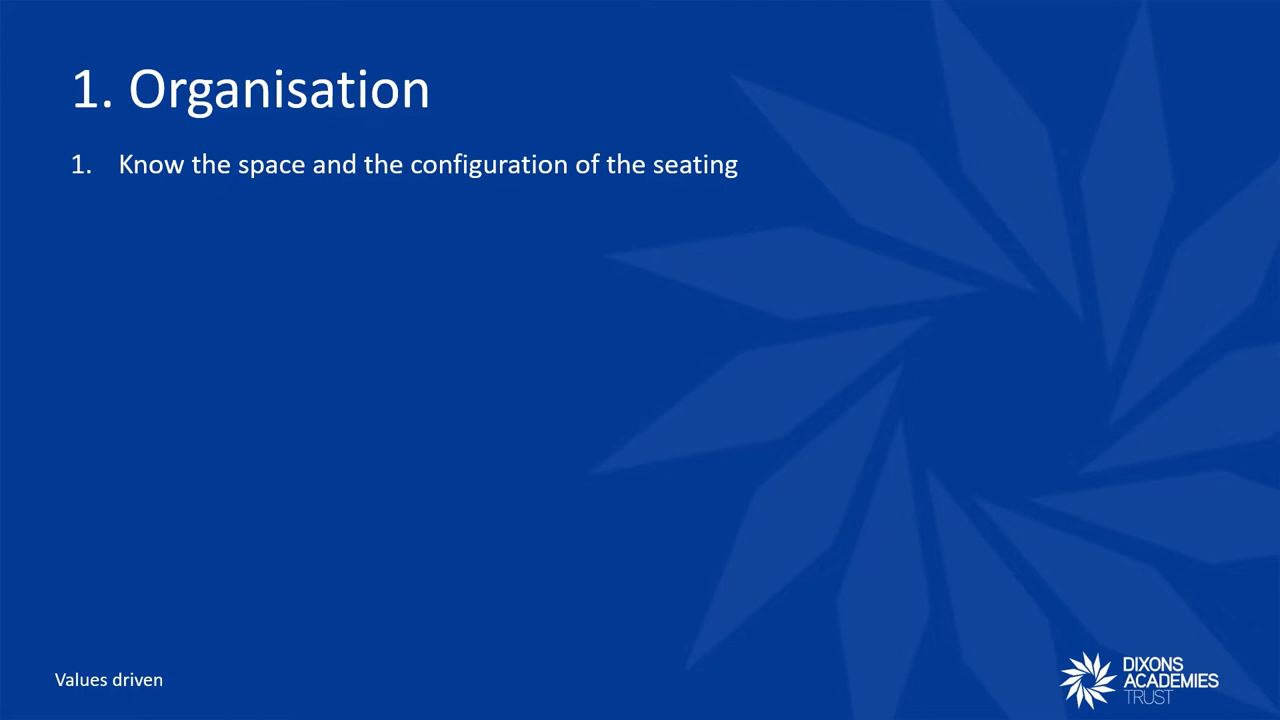 1. Organisation
1. Know the space and the configuration of the seating
Values driven
DIXONS
ACADEMIES
TRUST